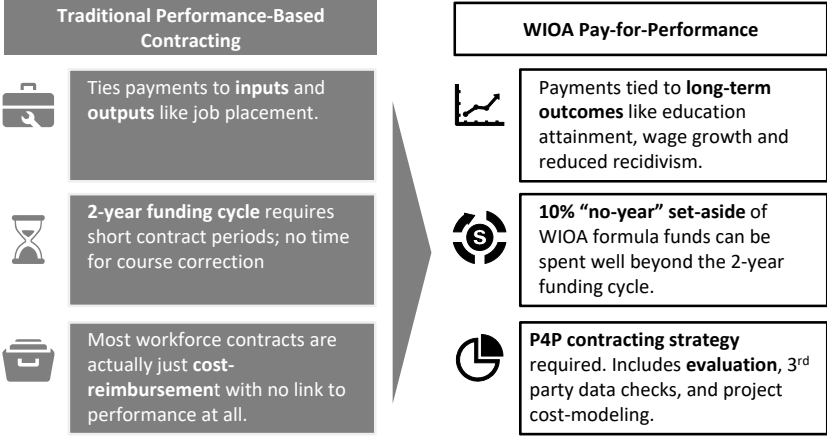 Traditional Performance-Based
Contracting
Ties payments to inputs and
outputs like job placement.
2-year funding cycle requires
short contract periods; no time
for course correction
Most workforce contracts are
actually just cost-
reimbursement with no link to
performance at all.
WIOA Pay-for-Performance
Payments tied to long-term
outcomes like education
attainment, wage growth and
reduced recidivism.
S
10% “no-year” set-aside of
WIOA formula funds can be
spent well beyond the 2-year
funding cycle.
P4P contracting strategy
required. Includes evaluation, 3rd
party data checks, and project
cost-modeling.